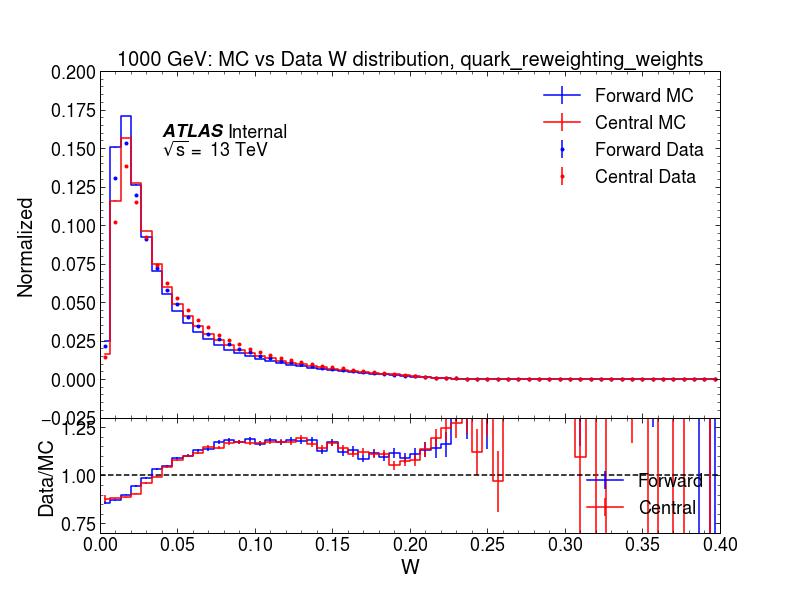 1000 GeV: MC vs Data W distribution, quark_reweighting_weights
0.200
0.175
0.150
0.125
0.100
0.075
0.050
0.025
0.000
−0.025
Normalized
ATLAS Internal
√s = 13 TeV
Forward MC
Central MC
Forward Data
Central Data
1.25
1.00
0.75
Data/MC
Forward
Central
0.00 0.05 0.10 0.15 0.20 0.25 0.30 0.35 0.40
W